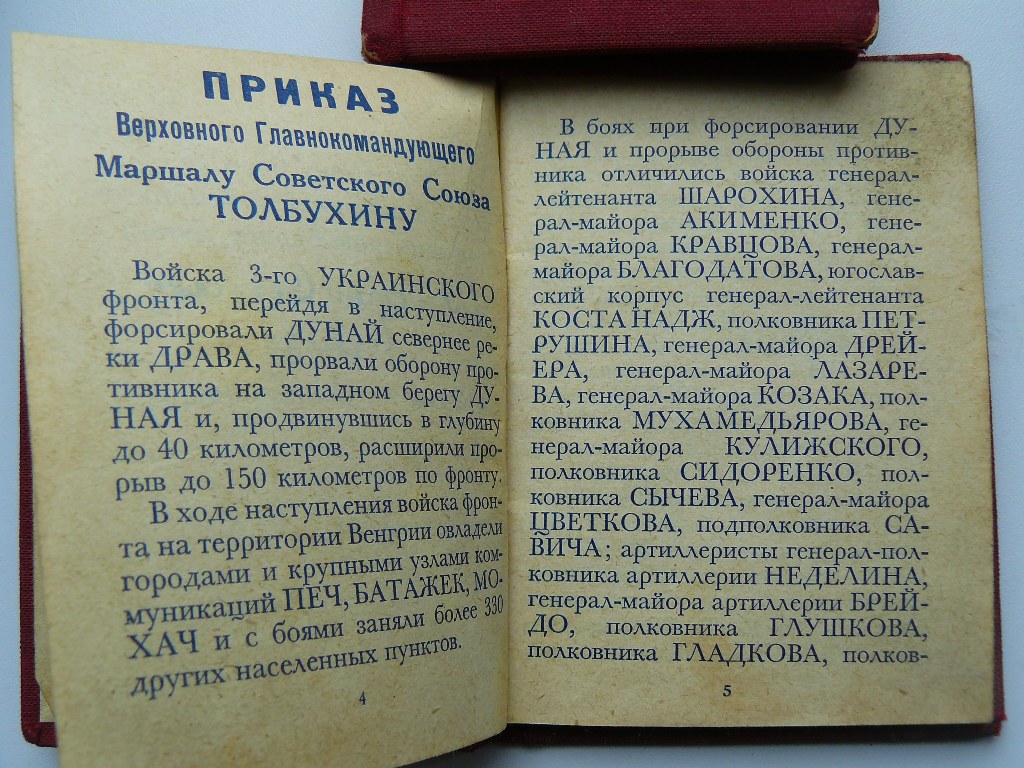 ПРИКАЗ
Верховного Главнокомандующего
Маршалу Советского Союза
ТОЛБУХИНУ
Войска 3-го УКРАИНСКОГО
фронта, перейдя в наступление,
форсировали ДУНАЙ севернее ре-
ки ДРАВА, прорвали оборону про-
тивника на западном берегу ДУ-
НАЯ и, продвинувшись в глубину
до 40 километров, расширили про-
рыв до 150 километров по фронту.
В ходе наступления войска фрон-
та на территории Венгрии овладели
городами и крупными узлами ком-
муникаций ПЕЧ, БАТАЖЕК, МО-
ХАЧ и с боями заняли более 330
других населенных пунктов.
4
В боях при форсировании ДУ-
НАЯ и прорыве обороны против-
ника отличились войска генерал-
лейтенанта ШАРОХИНА, гене-
рал-майора АКИМЕНКО, гене-
рал-майора КРАВЦОВА, генерал-
майора БЛАГОДАТОВА, югослав-
ский корпус генерал-лейтенанта
КОСТА НАДЖ, полковника ПЕТ-
РУШИНА, генерал-майора ДРЕЙ-
ЕРА, генерал-майора ЛАЗАРЕ-
ВА, генерал-майора КОЗАКА, пол-
ковника МУХАМЕДЬЯРОВА, ге-
нерал-майора КУЛИЖСКОГО,
полковника СИДОРЕНКО, пол-
ковника СЫЧЕВА, генерал-майора
ЦВЕТКОВА, подполковника СА-
ВИЧА; артиллеристы генерал-пол-
ковника артиллерии НЕДЕЛИНА,
генерал-майора артиллерии БРЕЙ-
ДО, полковника ГЛУШКОВА,
полковника ГЛАДКОВА, полков-
5